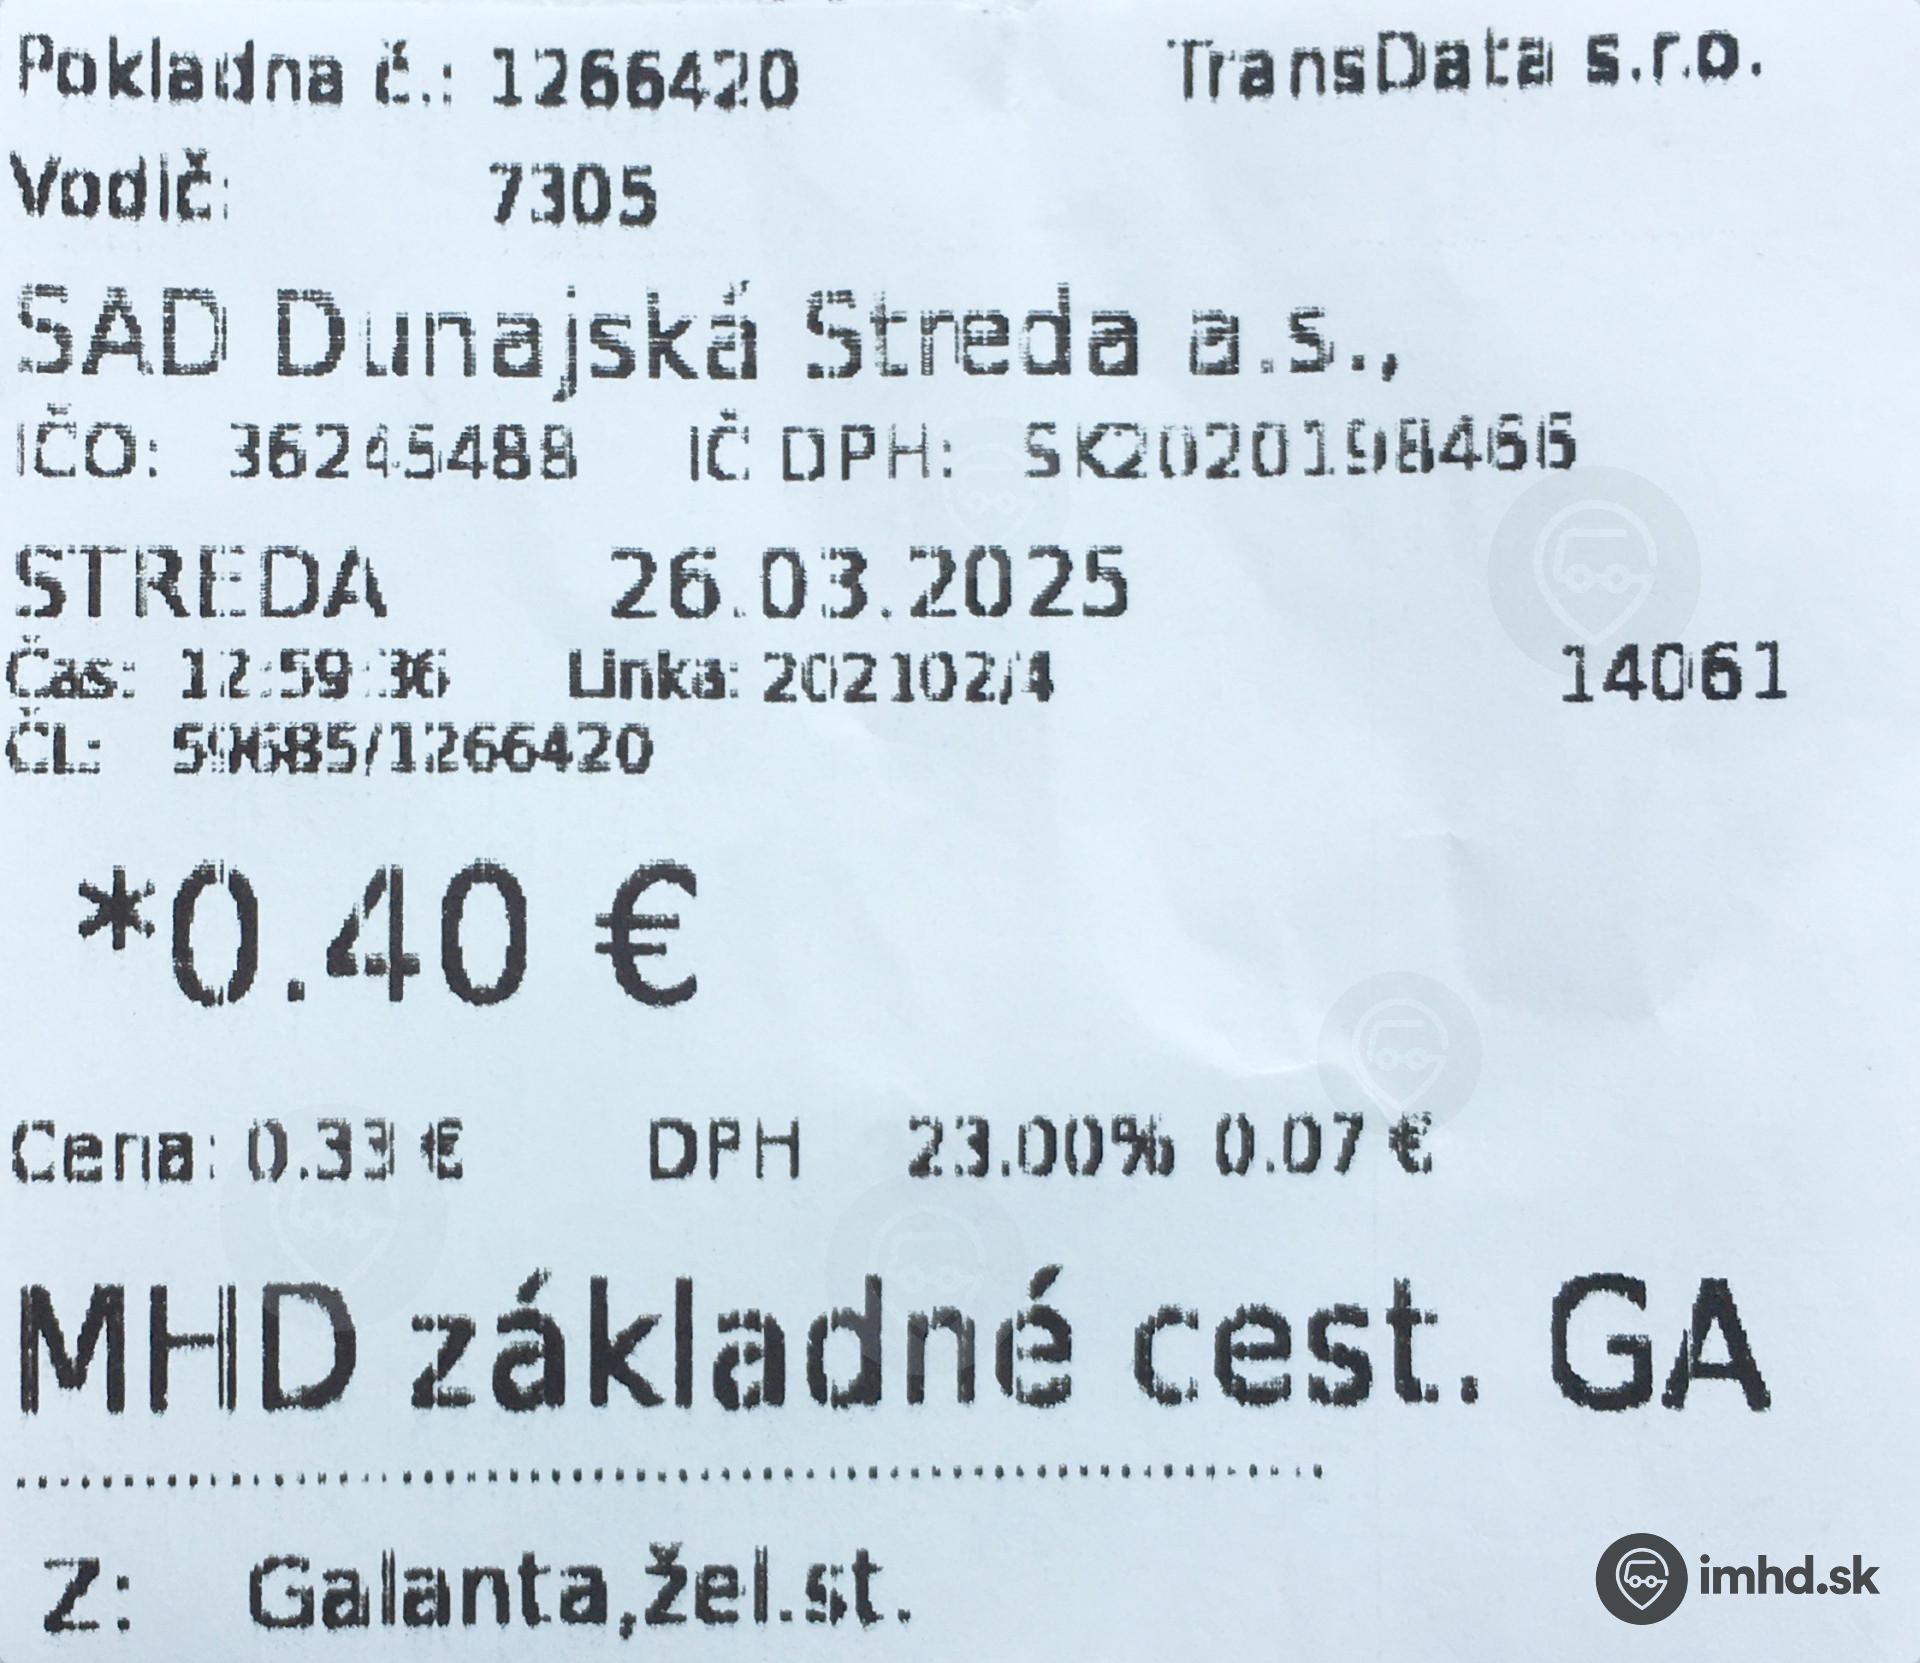 Pokladna č.: 1266420 TransData s.r.o.
Vodič: 7305
SAD Dunajská Streda a.s.,
IČO: 36245488 IČ DPH: SK2020198466
STREDA 26.03.2025
Čas: 12:59:36 Linka: 202102/4 14061
ČL: 59685/1266420
*0.40 €
Cena: 0.33 € DPH 23.00% 0.07 €
MHD základné cest. GA
Z: Galanta,žel.st.
imhd.sk